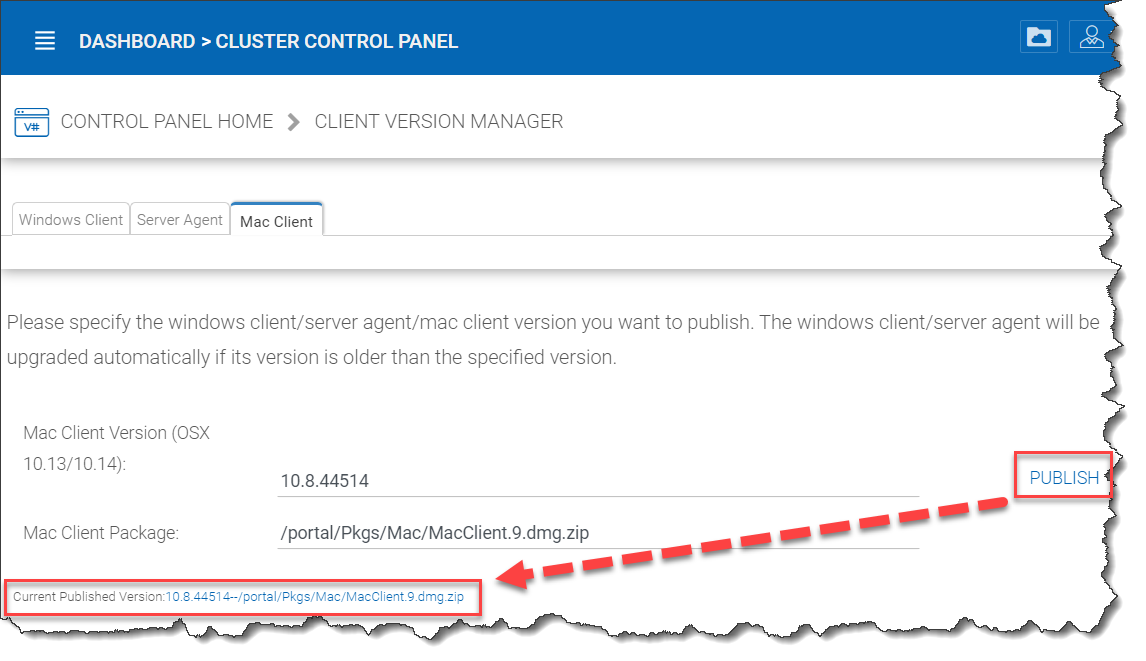 DASHBOARD > CLUSTER CONTROL PANEL
V#
CONTROL PANEL HOME
CLIENT VERSION MANAGER
Windows Client
Server Agent
Mac Client
Please specify the windows client/server agent/mac client version you want to publish. The windows client/server agent will be
upgraded automatically if its version is older than the specified version.
Mac Client Version (OSX
10.13/10.14):
10.8.44514
PUBLISH
Mac Client Package:
/portal/Pkgs/Mac/MacClient.9.dmg.zip
Current Published Version:10.8.44514--/portal/Pkgs/Mac/MacClient.9.dmg.zip